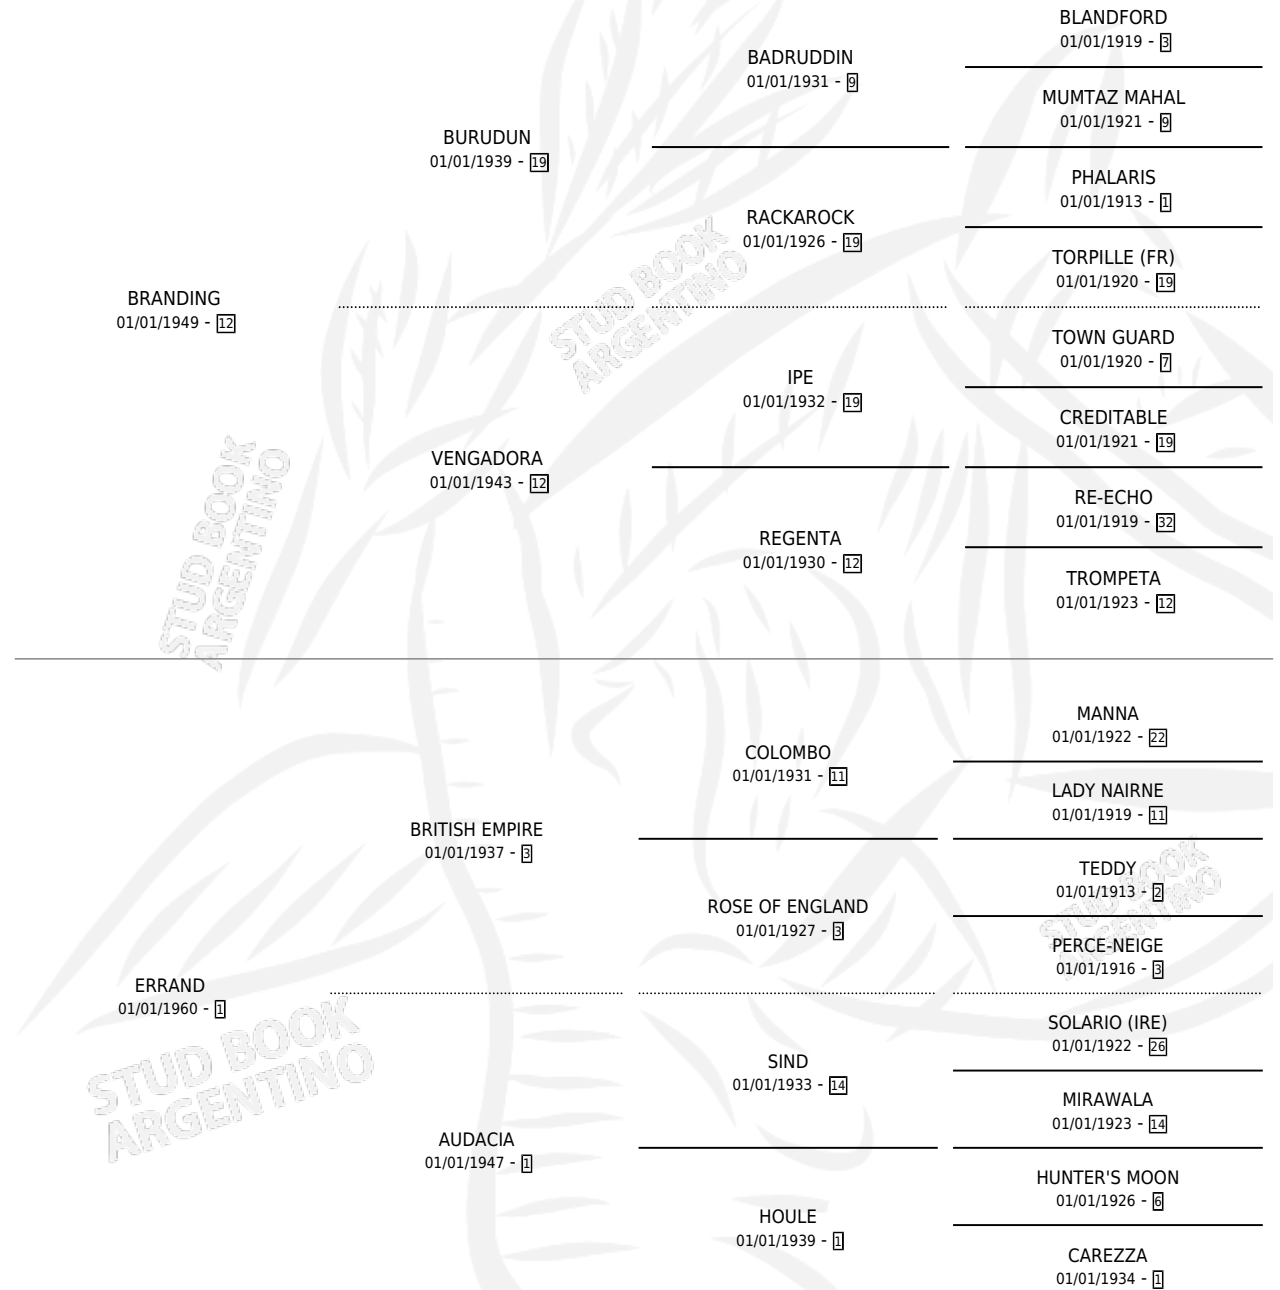 BLANDFORD
01/01/1919 - 3
BADRUDDIN
01/01/1931 - 9
MUMTAZ MAHAL
01/01/1921 - 9
BURUDUN
01/01/1939 - 19
PHALARIS
01/01/1913 - 1
RACKAROCK
01/01/1926 - 19
TORPILLE (FR)
01/01/1920 - 19
BRANDING
01/01/1949 - 12
STUD BOOK
ARGENTINO
TOWN GUARD
01/01/1920 - 7
IPE
01/01/1932 - 19
CREDITABLE
01/01/1921 - 19
VENGADORA
01/01/1943 - 12
RE-ECHO
01/01/1919 - 32
REGENTA
01/01/1930 - 12
TROMPETA
01/01/1923 - 12
STUD BOOK
ARGENTINO
MANNA
01/01/1922 - 22
COLOMBO
01/01/1931 - 11
LADY NAIRNE
01/01/1919 - 11
BRITISH EMPIRE
01/01/1937 - 3
TEDDY
01/01/1913 - 2
ROSE OF ENGLAND
01/01/1927 - 3
PERCE-NEIGE
01/01/1916 - 3
STUD BOOK
ARGENTINO
ERRAND
01/01/1960 - 1
SOLARIO (IRE)
01/01/1922 - 26
SIND
01/01/1933 - 14
MIRAWALA
01/01/1923 - 14
STUD BOOK
ARGENTINO
AUDACIA
01/01/1947 - 1
HUNTER'S MOON
01/01/1926 - 6
HOULE
01/01/1939 - 1
CAREZZA
01/01/1934 - 1